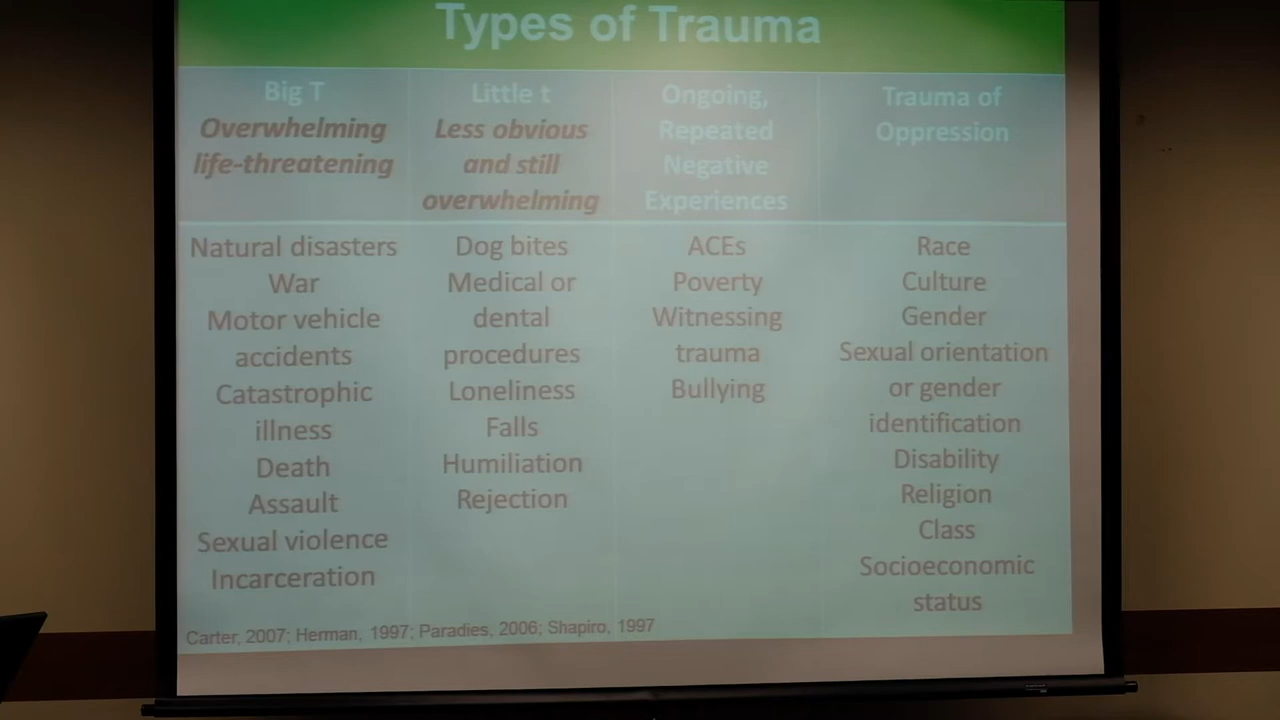 Types of Trauma
Big T
Overwhelming
life-threatening
Little t
Less obvious
and still
overwhelming
Ongoing,
Repeated
Negative
Experiences
Trauma of
Oppression
Natural disasters
War
Motor vehicle
accidents
Catastrophic
illness
Death
Assault
Sexual violence
Incarceration
Dog bites
Medical or
dental
procedures
Loneliness
Falls
Humiliation
Rejection
ACEs
Poverty
Witnessing
trauma
Bullying
Race
Culture
Gender
Sexual orientation
or gender
identification
Disability
Religion
Class
Socioeconomic
status
Carter, 2007; Herman, 1997; Paradies, 2006; Shapiro, 1997